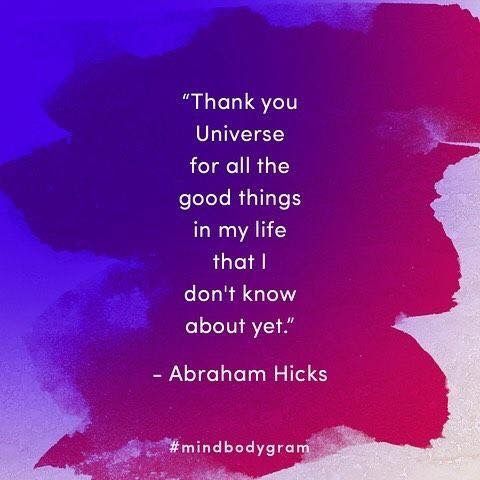 “Thank you
Universe
for all the
good things
in my life
that I
don't know
about yet.”
– Abraham Hicks
#mindbodygram